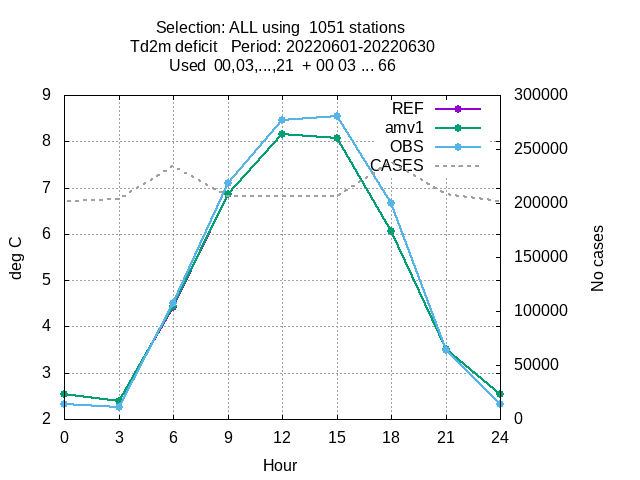 Selection: ALL using  1051 stations
Td2m deficit   Period: 20220601-20220630
Used  00,03,...,21  + 00 03 ... 66
9
8
7
6
5
4
3
2
300000
250000
200000
150000
100000
50000
0
REF
amv1
OBS
CASES
deg C
No cases
0 3 6 9 12 15 18 21 24
Hour